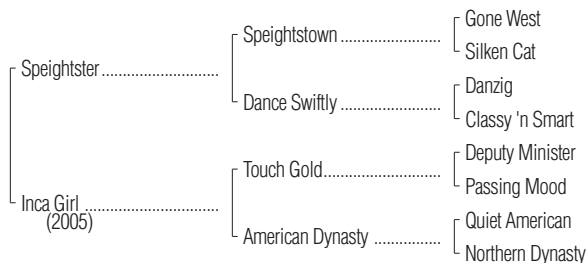 Gone West
Speightstown ....................
Silken Cat
Speightster ............................
Danzig
Dance Swiftly ....................
Classy 'n Smart
Deputy Minister
Touch Gold........................
Passing Mood
Inca Girl ................................
(2005)
Quiet American
American Dynasty .............
Northern Dynasty